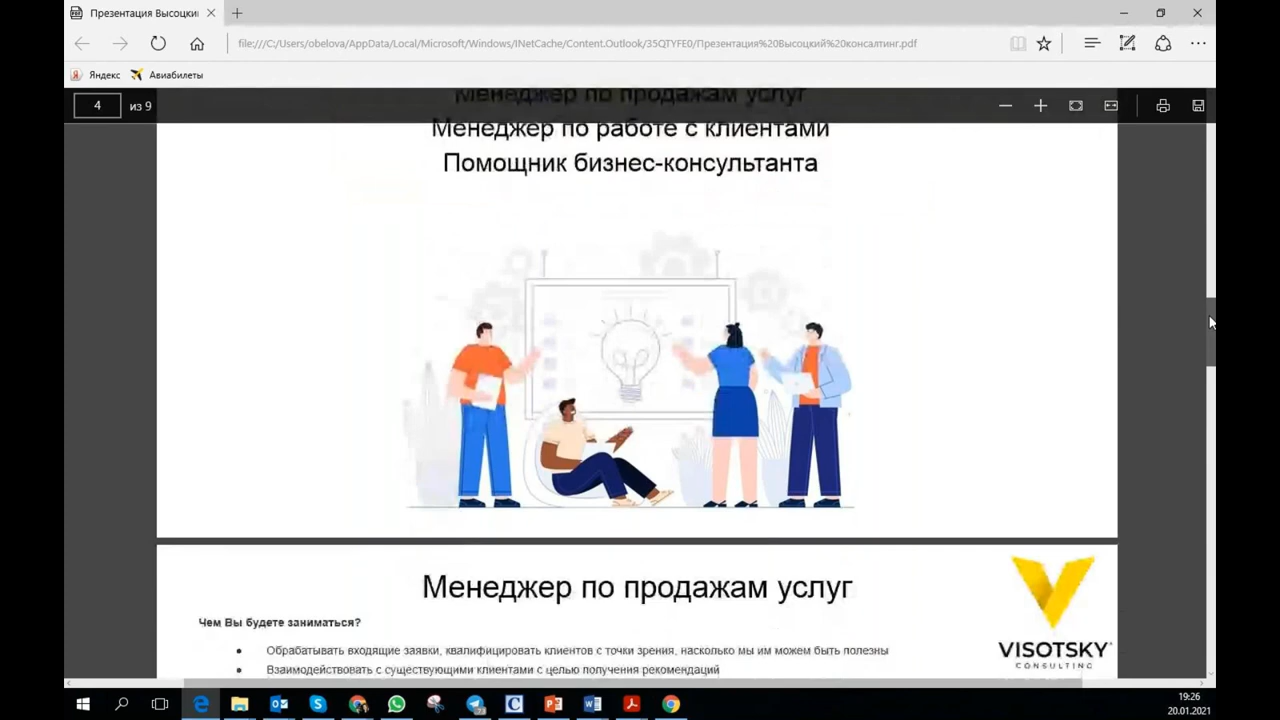 Презентация Высоцки
file:///C:/Users/obelova/AppData/Local/Microsoft/Windows/INetCache/Content.Outlook/35QTYFE0/Презентация%20Высоцкий%20консалтинг.pdf
Яндекс
Авиабилеты
4
из 9
Менеджер по продажам услуг
Менеджер по работе с клиентами
Помощник бизнес-консультанта
Менеджер по продажам услуг
Чем Вы будете заниматься?
Обрабатывать входящие заявки, квалифицировать клиентов с точки зрения, насколько мы им можем быть полезны
Взаимодействовать с существующими клиентами с целью получения рекомендаций
VISOTSKY
CONSULTING
19:26
20.01.2021